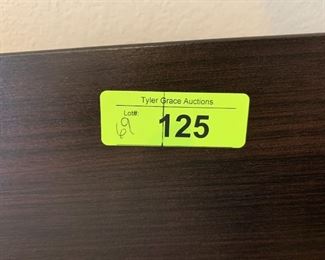 Tyler Grace Auctions
Lot#:
69 125